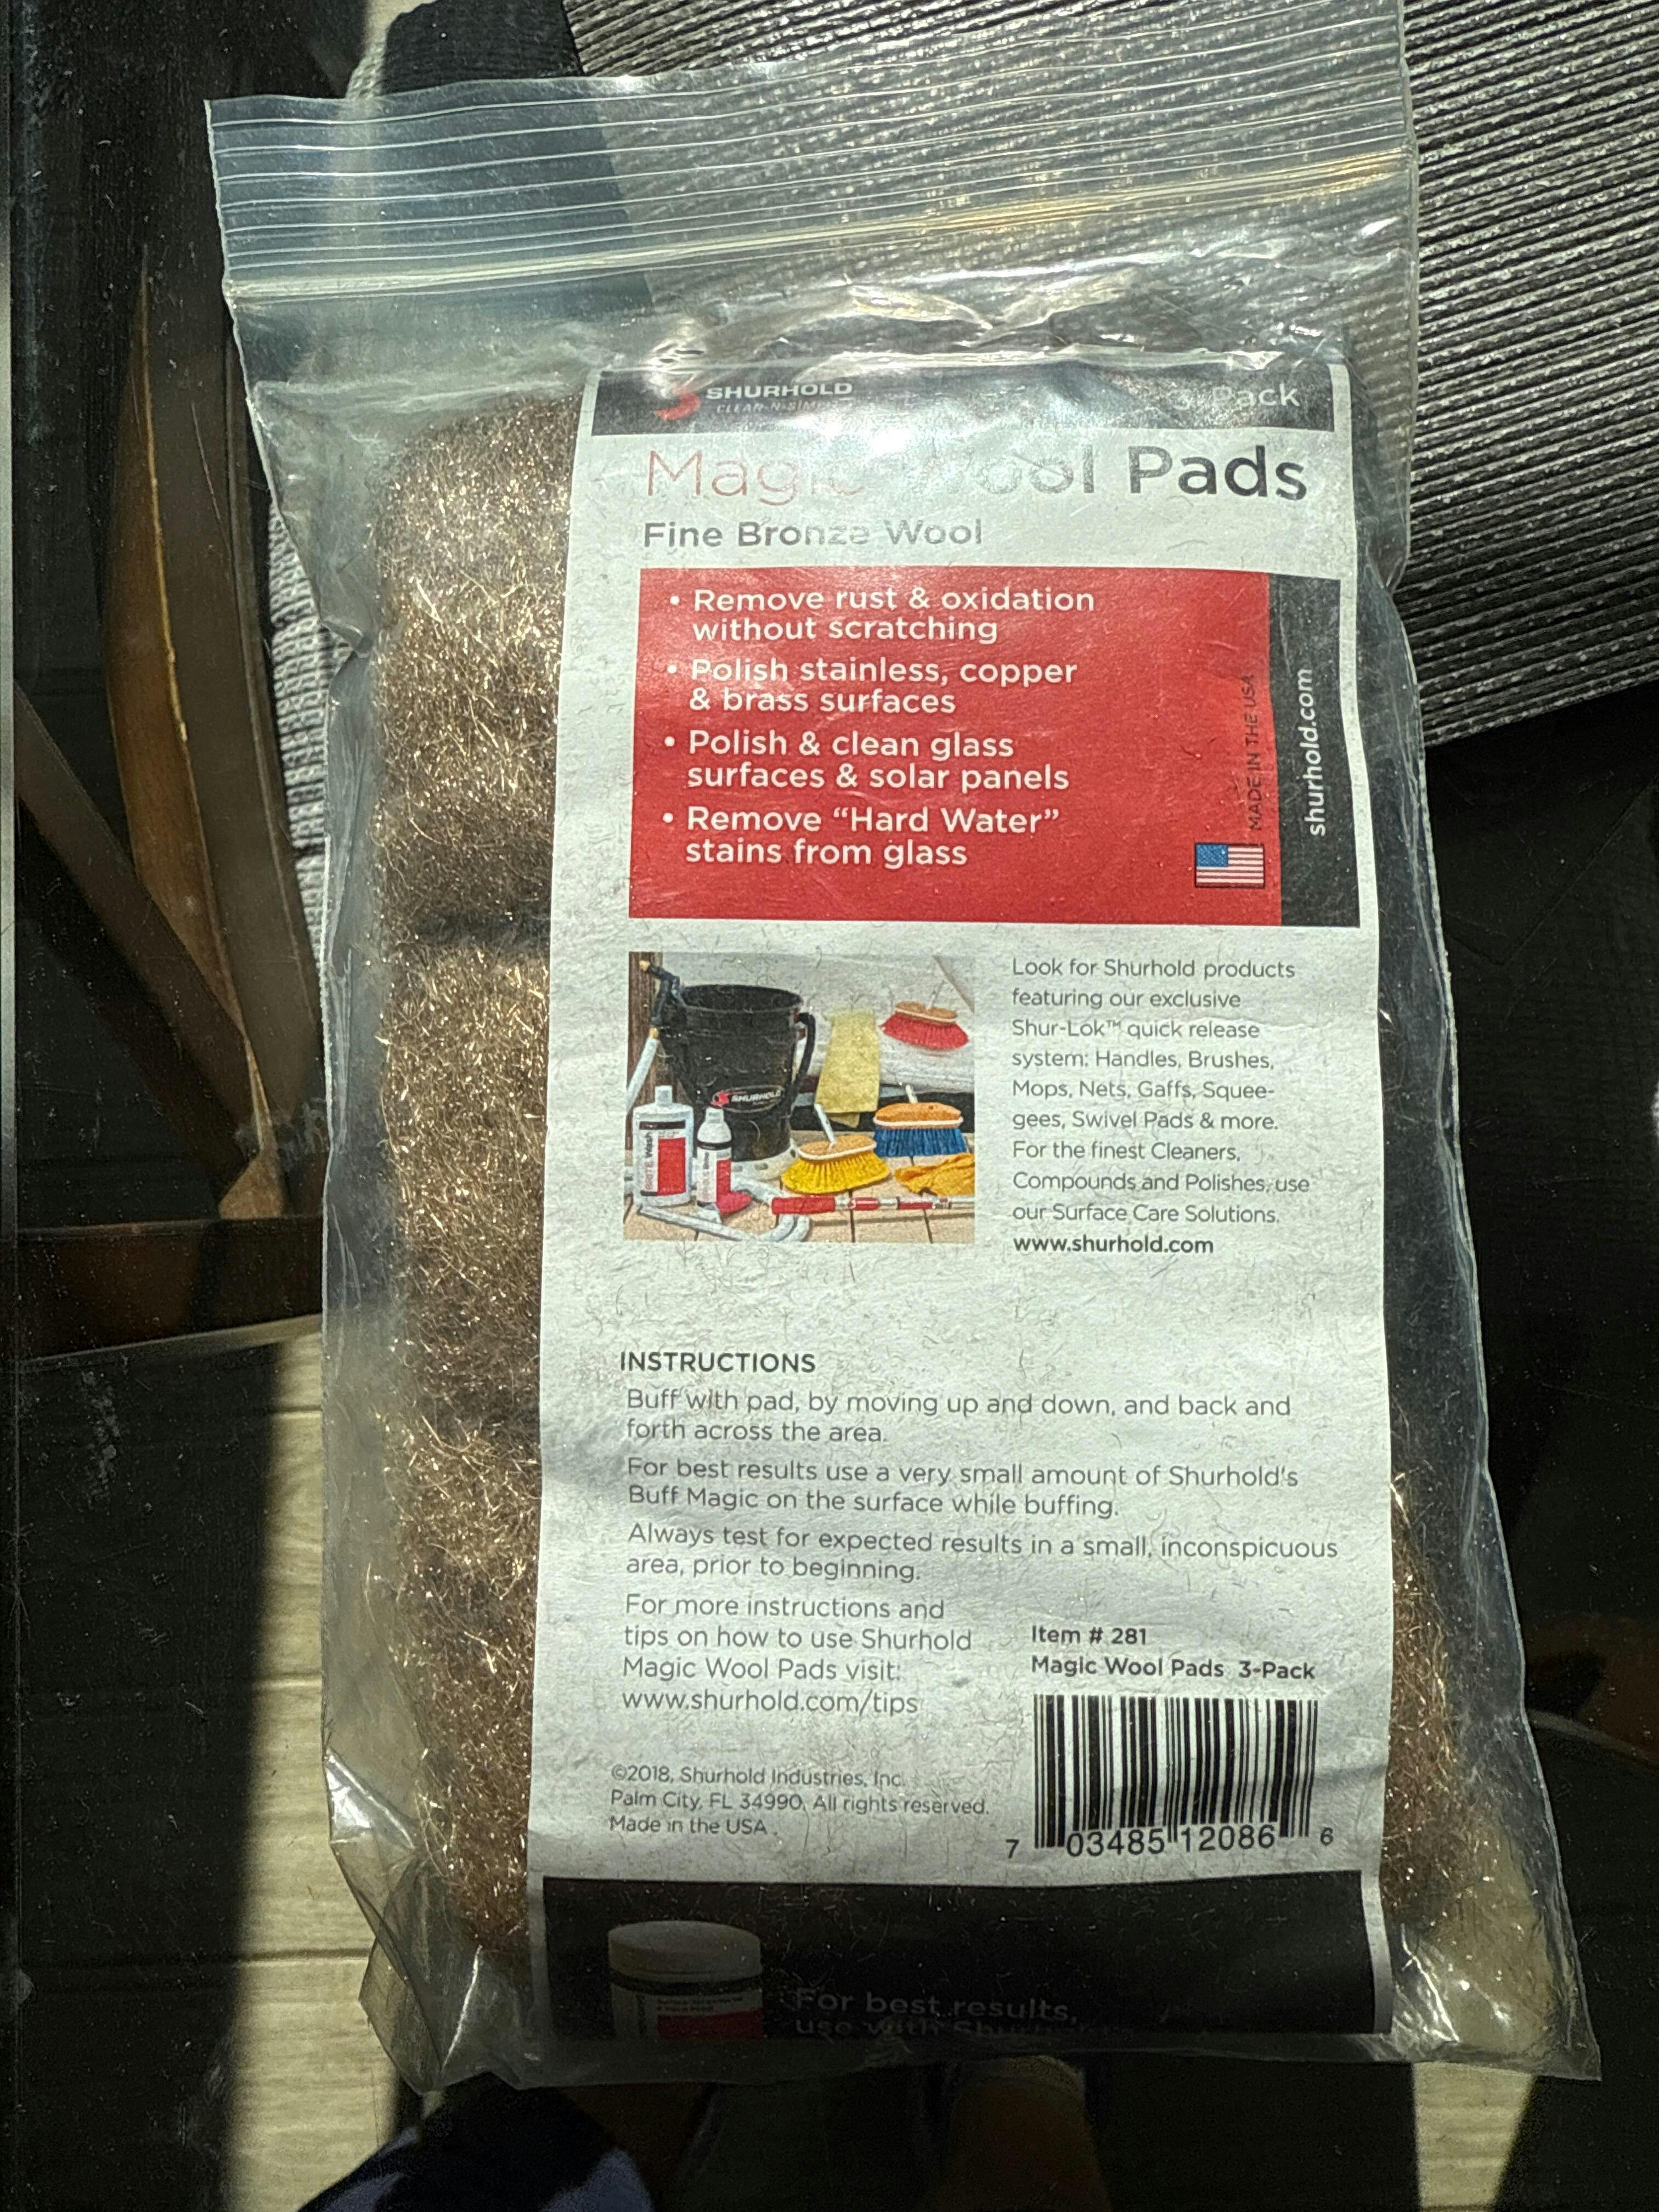 SHURHOLD
Pack
Pads
Fine Bronze Wool
• Remove rust & oxidation
without scratching
• Polish stainless, copper
& brass surfaces
• Polish & clean glass
surfaces & solar panels
• Remove “Hard Water”
stains from glass
MADE IN THE USA
shurhold.com
SHURHOLD
Look for Shurhold products
featuring our exclusive
Shur-Lok™ quick release
system: Handles, Brushes,
Mops, Nets, Gaffs, Squee-
gees, Swivel Pads & more.
For the finest Cleaners,
Compounds and Polishes, use
our Surface Care Solutions.
www.shurhold.com
INSTRUCTIONS
Buff with pad, by moving up and down, and back and
forth across the area.
For best results use a very small amount of Shurhold's
Buff Magic on the surface while buffing.
Always test for expected results in a small, inconspicuous
area, prior to beginning.
For more instructions and
tips on how to use Shurhold
Magic Wool Pads visit:
www.shurhold.com/tips
Item # 281
Magic Wool Pads 3-Pack
©2018, Shurhold Industries, Inc.
Palm City, FL 34990, All rights reserved.
Made in the USA
7 03485 12086 6
For best results,
use with